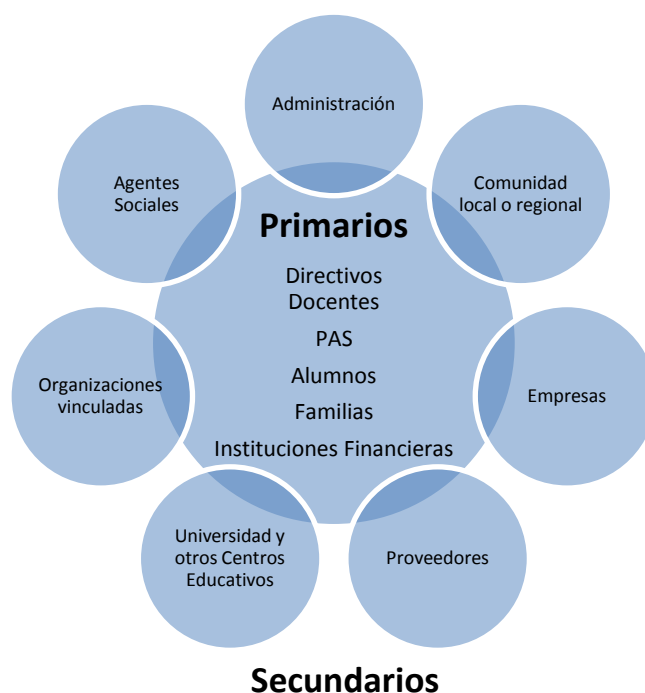 Administración
Agentes
Sociales
Comunidad
local o regional
Primarios
Directivos
Docentes
PAS
Alumnos
Familias
Instituciones Financieras
Organizaciones
vinculadas
Empresas
Universidad y
otros Centros
Educativos
Proveedores
Secundarios